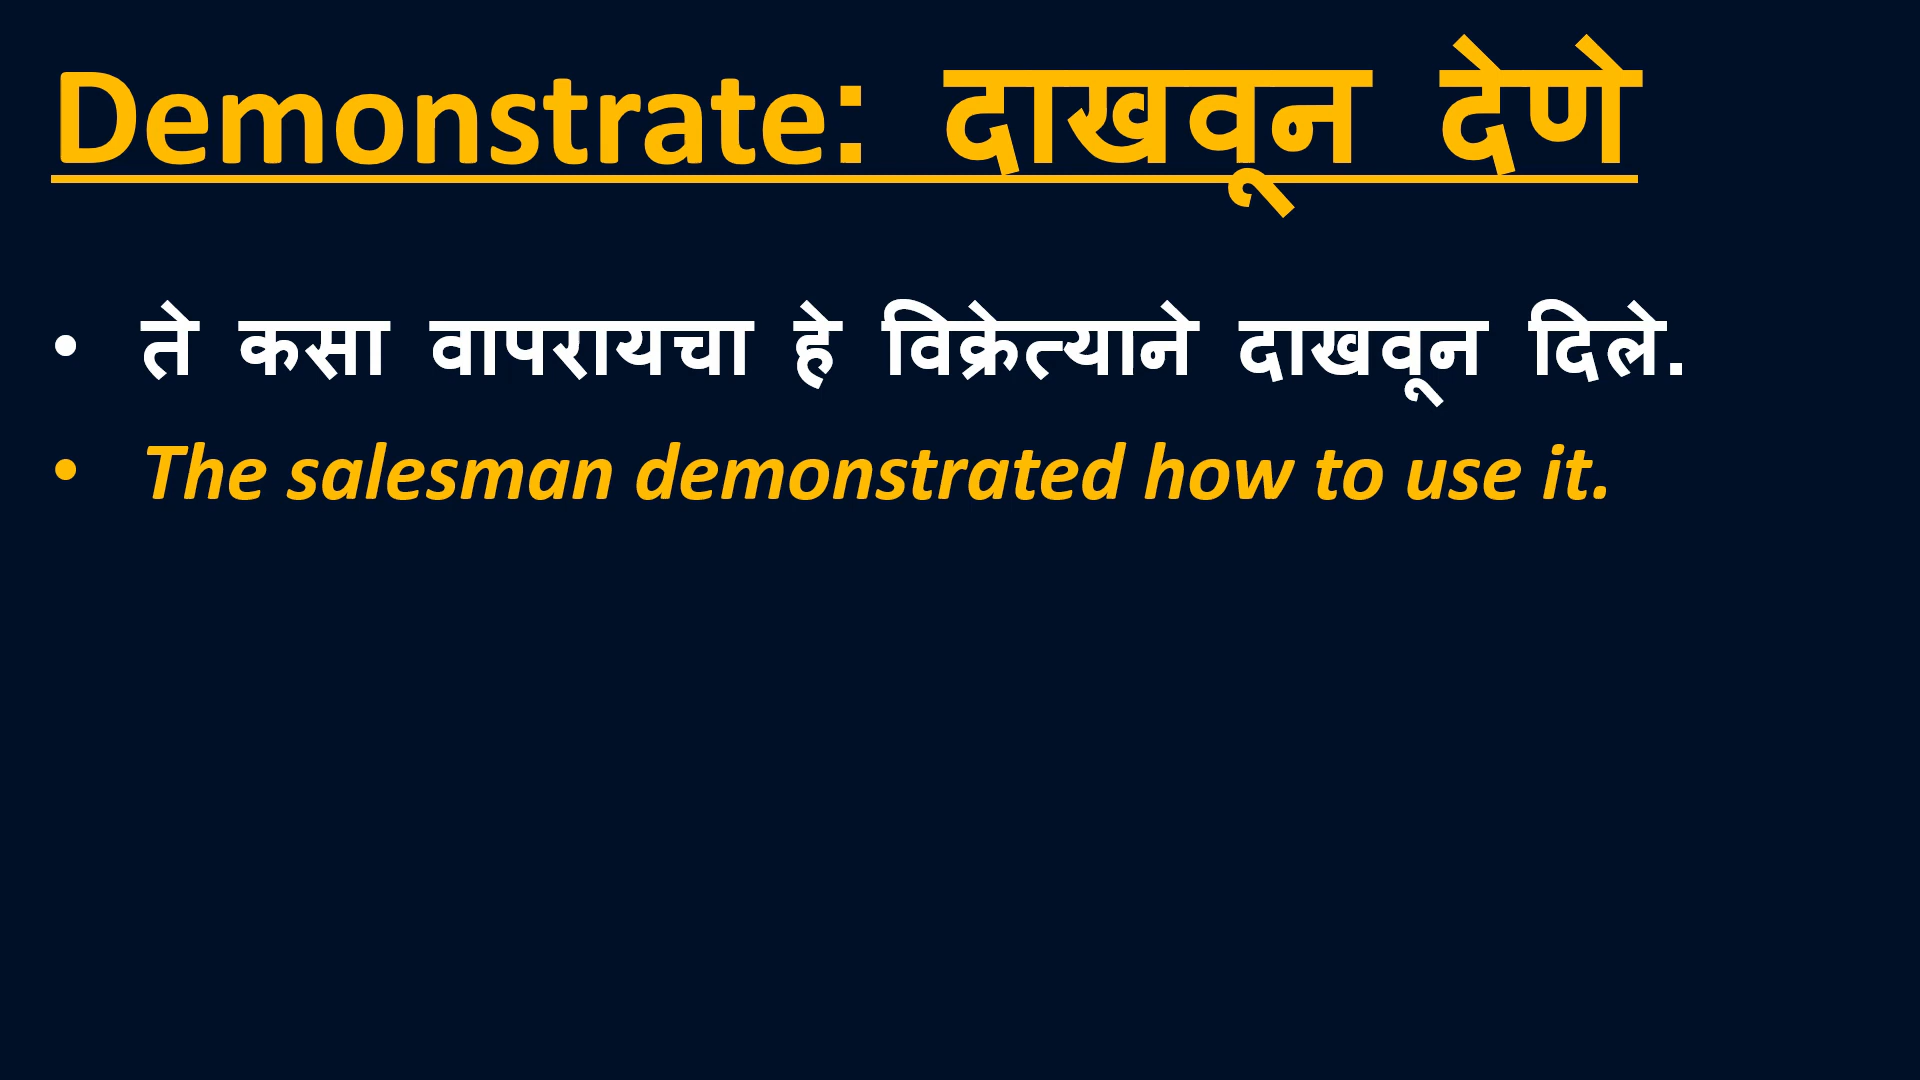 Demonstrate: दाखवून देणे
• ते कसा वापरायचा हे विक्रेत्याने दाखवून दिले.
• The salesman demonstrated how to use it.